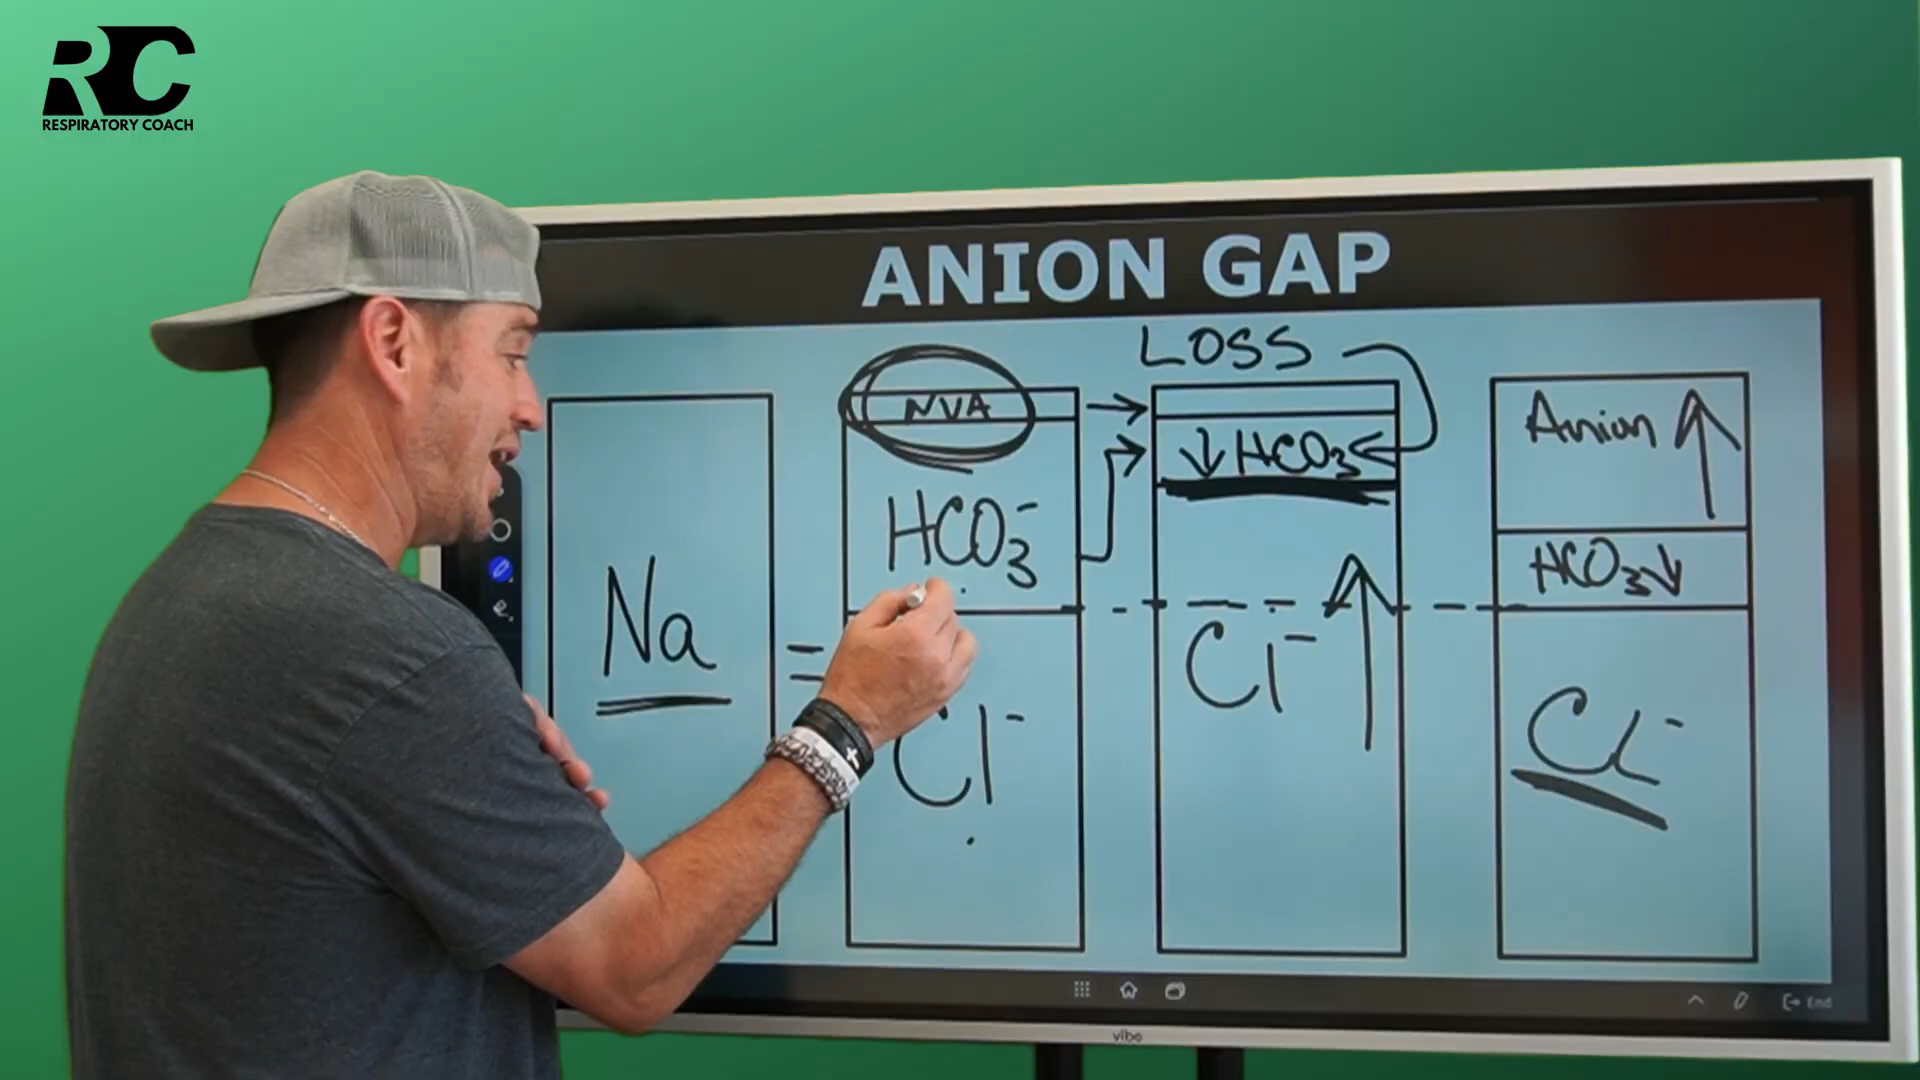 RC
RESPIRATORY COACH
ANION GAP
LOSS
NVA
↓ HCO3
Anion ↑
HCO3⁻
HCO3↓
Na
=
Cl⁻ ↑
Cl⁻
Cl⁻
End
vibo